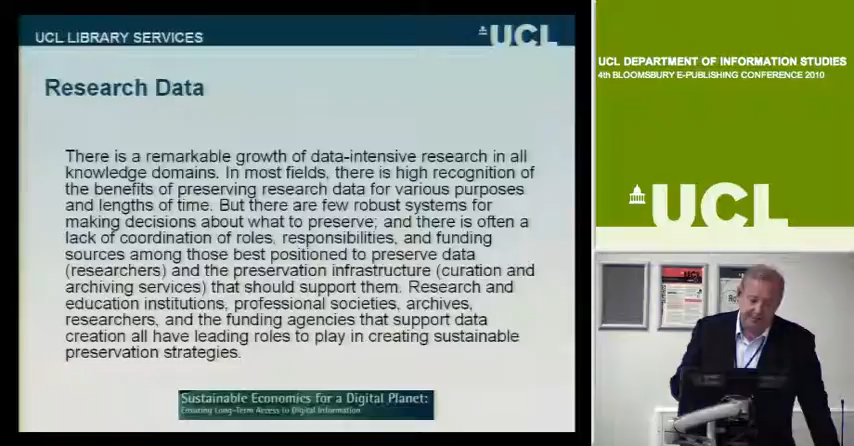 UCL LIBRARY SERVICES
UCL
Research Data
There is a remarkable growth of data-intensive research in all
knowledge domains. In most fields, there is high recognition of
the benefits of preserving research data for various purposes
and lengths of time. But there are few robust systems for
making decisions about what to preserve; and there is often a
lack of coordination of roles, responsibilities, and funding
sources among those best positioned to preserve data
(researchers) and the preservation infrastructure (curation and
archiving services) that should support them. Research and
education institutions, professional societies, archives,
researchers, and the funding agencies that support data
creation all have leading roles to play in creating sustainable
preservation strategies.
Sustainable Economics for a Digital Planet:
Ensuring Long-Term Access to Digital Information
UCL DEPARTMENT OF INFORMATION STUDIES
4th BLOOMSBURY E-PUBLISHING CONFERENCE 2010
UCL